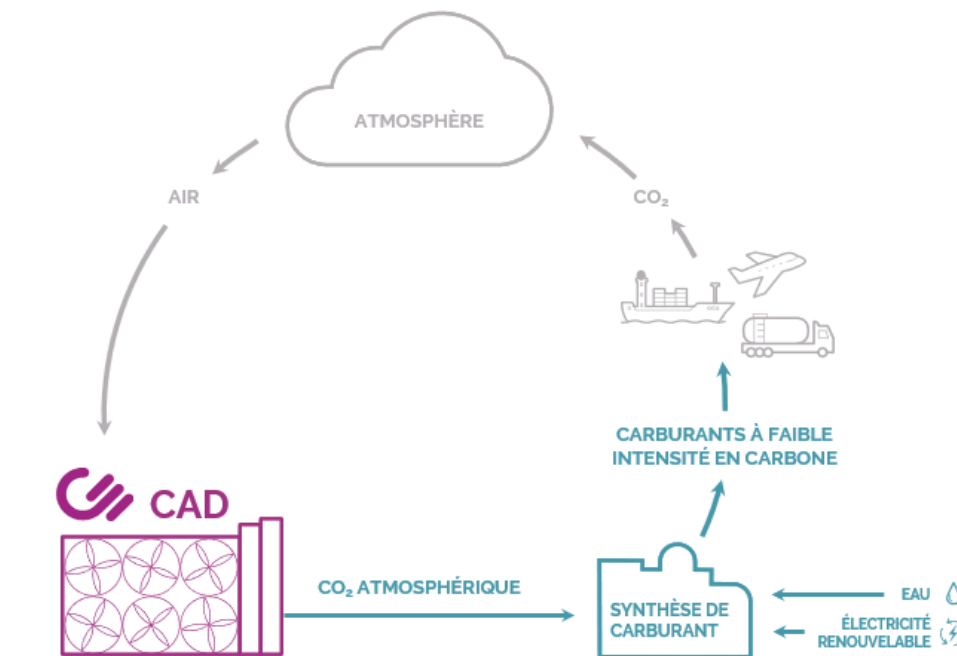 ATMOSPHÈRE
AIR
CO₂
CARBURANTS À FAIBLE
INTENSITÉ EN CARBONE
CAD
CO₂ ATMOSPHÉRIQUE
SYNTHÈSE DE
CARBURANT
EAU
ÉLECTRICITÉ
RENOUVELABLE